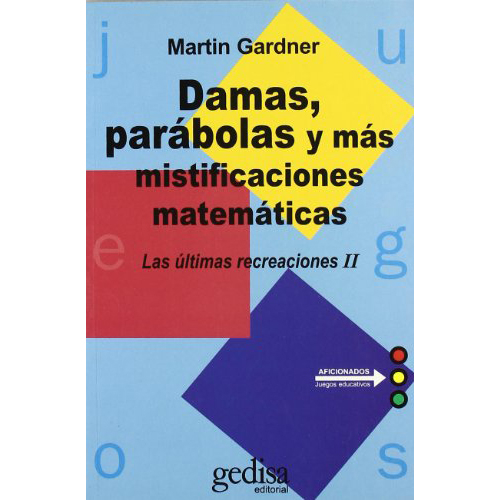 j u
Martin Gardner
Damas,
parábolas y más
mistificaciones
matemáticas
e g
Las últimas recreaciones II
AFICIONADOS
Juegos educativos
o s
gedisa
editorial